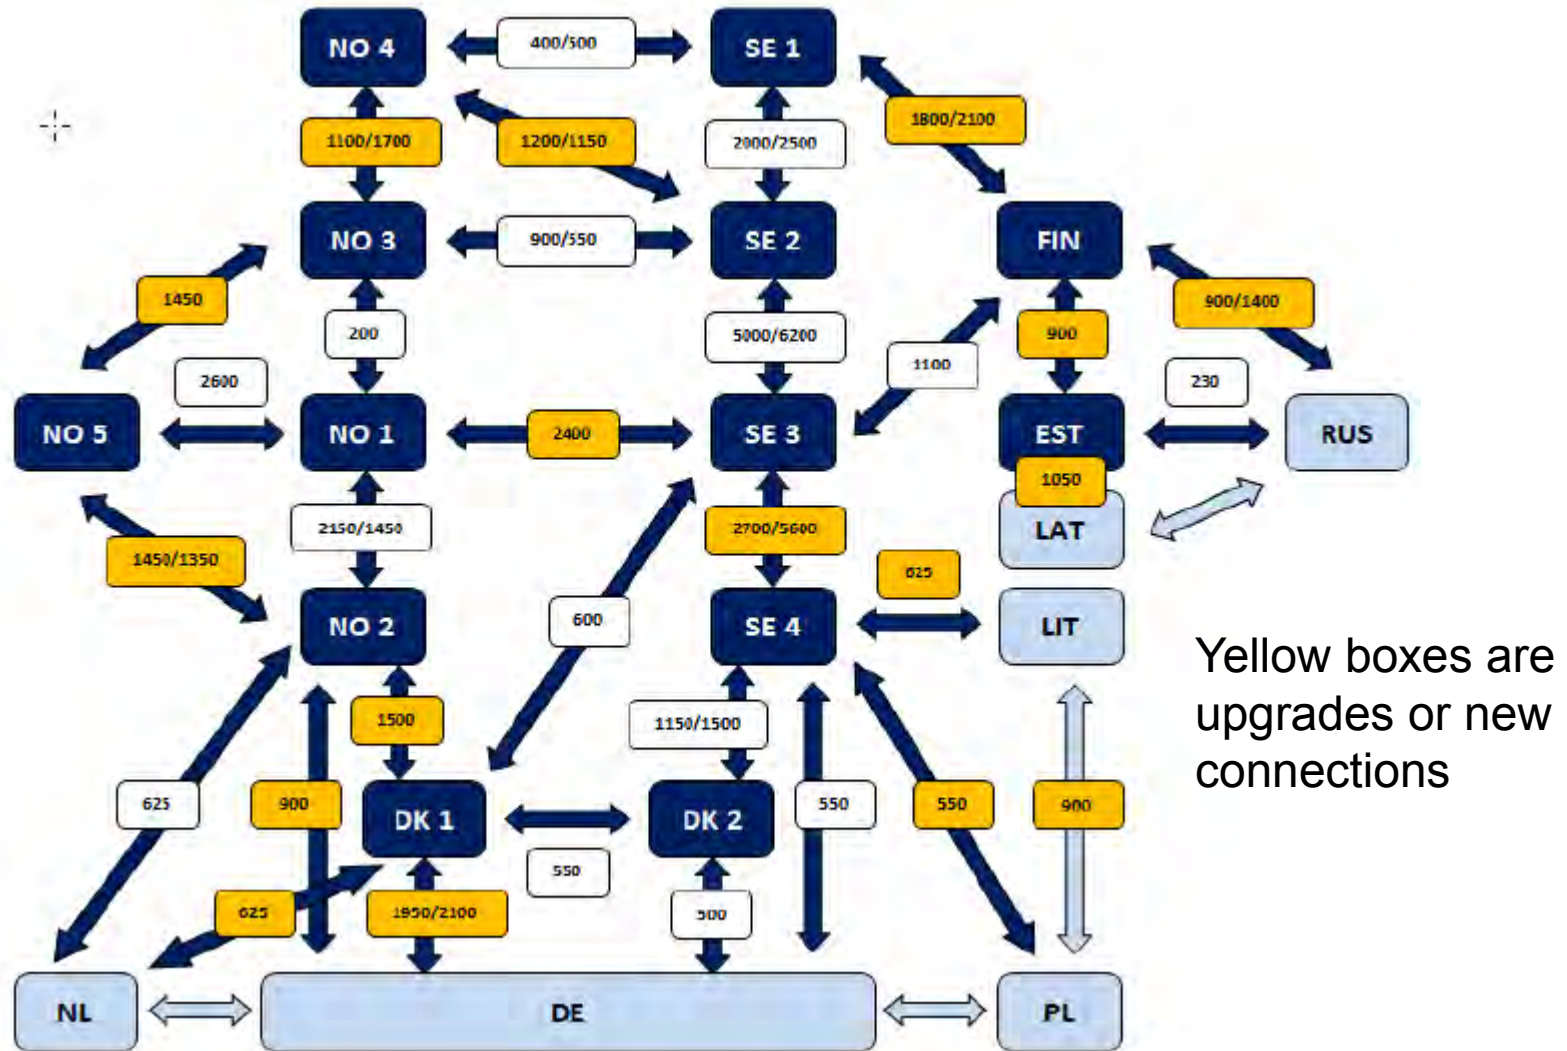 NO 4
400/500
SE 1
1800/2100
1100/1700
1200/1150
2000/2500
NO 3
900/550
SE 2
FIN
1450
900/1400
200
5000/6200
900
1100
2600
230
NO 5
NO 1
2400
SE 3
EST
RUS
1050
2150/1450
2700/5600
LAT
1450/1350
625
NO 2
600
SE 4
LIT
Yellow boxes are
upgrades or new
connections
1500
1150/1500
625
900
550
550
900
DK 1
DK 2
550
625
1950/2100
500
NL
DE
PL